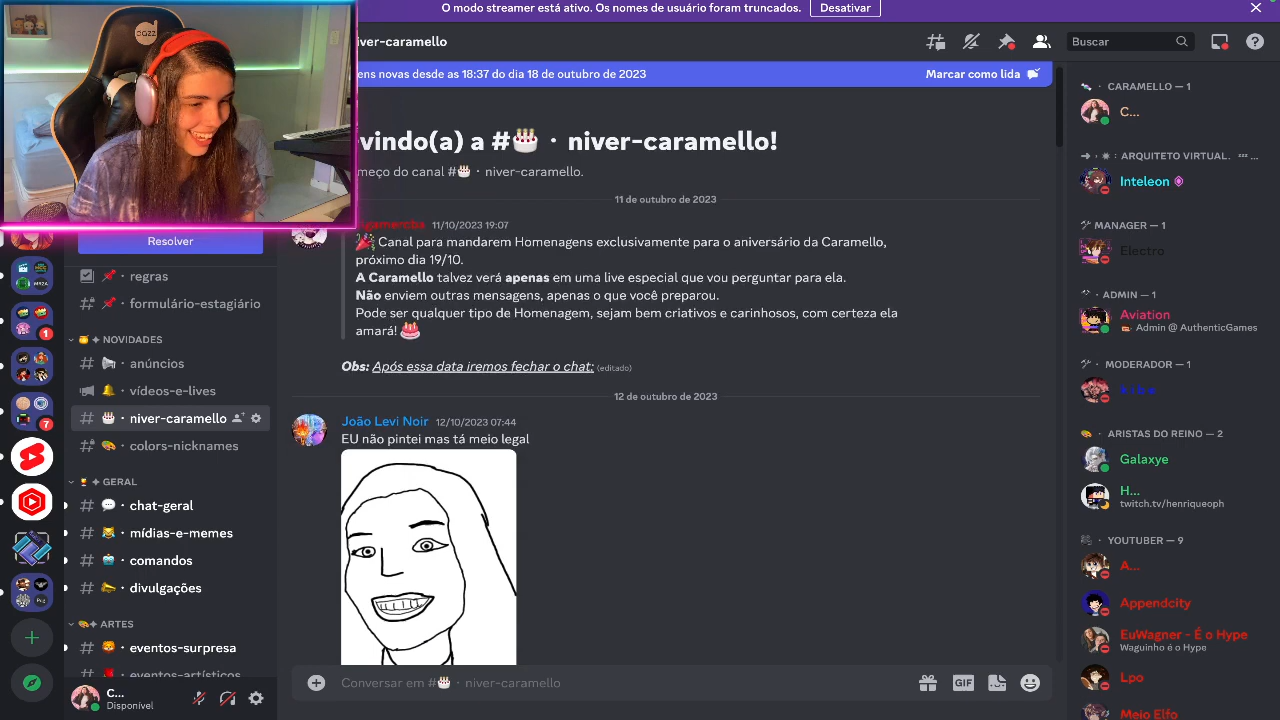 O modo streamer está ativo. Os nomes de usuário foram truncados.
Desativar
iver-caramello
Buscar
ens novas desde as 18:37 do dia 18 de outubro de 2023
Marcar como lida
vindo(a) a # · niver-caramello!
meço do canal # · niver-caramello.
11 de outubro de 2023
11/10/2023 19:07
Canal para mandarem Homenagens exclusivamente para o aniversário da Caramello,
próximo dia 19/10.
A Caramello talvez verá apenas em uma live especial que vou perguntar para ela.
Não enviem outras mensagens, apenas o que você preparou.
Pode ser qualquer tipo de Homenagem, sejam bem criativos e carinhosos, com certeza ela
amará!
Obs: Após essa data iremos fechar o chat: (editado)
12 de outubro de 2023
João Levi Noir 12/10/2023 07:44
EU não pintei mas tá meio legal
Conversar em # · niver-caramello
GIF
Resolver
· regras
· formulário-estagiário
NOVIDADES
· anúncios
· vídeos-e-lives
· niver-caramello
· colors-nicknames
GERAL
· chat-geral
· mídias-e-memes
· comandos
· divulgações
ARTES
· eventos-surpresa
· eventos-artísticos
1
7
C...
Disponível
CARAMELLO — 1
C...
ARQUITETO VIRTUAL.
Inteleon
MANAGER — 1
Electro
ADMIN — 1
Aviation
Admin @ AuthenticGames
MODERADOR — 1
ARISTAS DO REINO — 2
Galaxye
H...
twitch.tv/henriqueoph
YOUTUBER — 9
A...
Appendcity
EuWagner - É o Hype
Waguinho é o Hype
Lpo
Meio Elfo